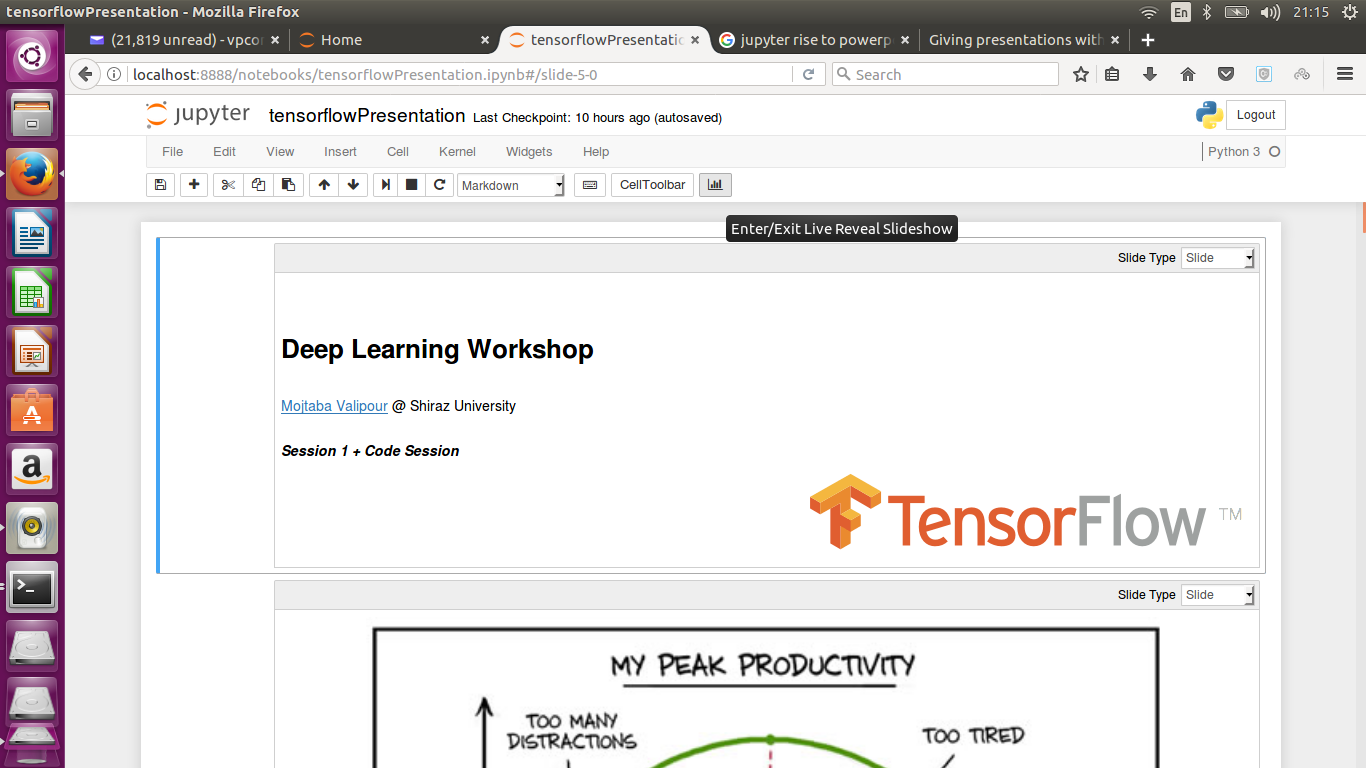 tensorflowPresentation - Mozilla Firefox
En
21:15
(21,819 unread) - vpcor
Home
tensorflowPresentatio
jupyter rise to powerp
Giving presentations with
localhost:8888/notebooks/tensorflowPresentation.ipynb#/slide-5-0
Search
jupyter tensorflowPresentation Last Checkpoint: 10 hours ago (autosaved)
Logout
File Edit View Insert Cell Kernel Widgets Help
Python 3
Markdown
CellToolbar
Enter/Exit Live Reveal Slideshow
Slide Type Slide
Deep Learning Workshop
Mojtaba Valipour @ Shiraz University
Session 1 + Code Session
TensorFlow TM
Slide Type Slide
MY PEAK PRODUCTIVITY
TOO MANY
DISTRACTIONS
TOO TIRED